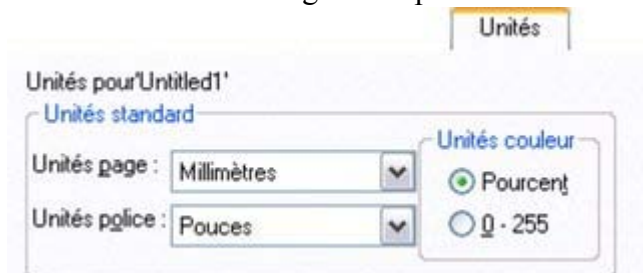 Unités
Unités pour'Untitled1'
Unités standard
Unités page : Millimètres
Unités police : Pouces
Unités couleur
Pourcent
0 - 255